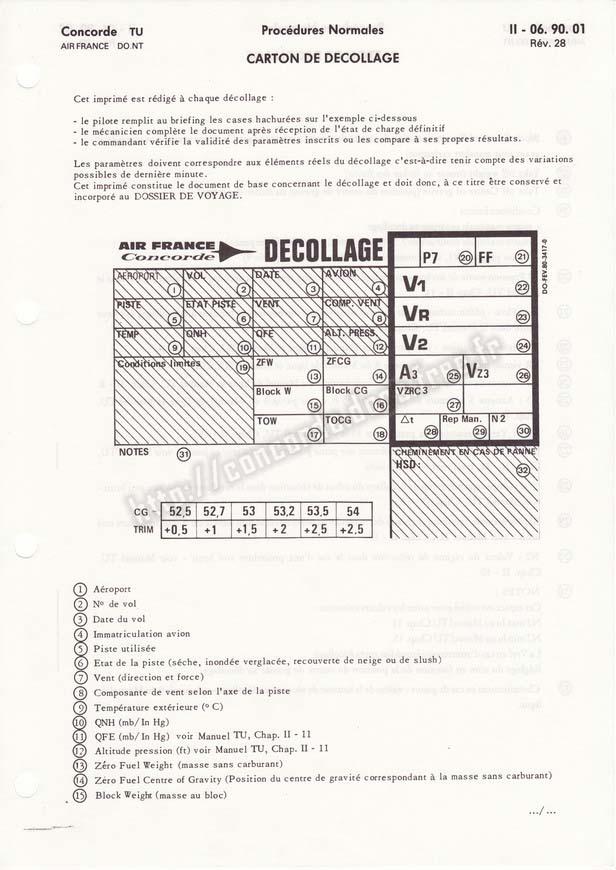 Concorde TU
Procédures Normales
II - 06. 90. 01
AIR FRANCE DO.NT
Rév. 28
CARTON DE DECOLLAGE
Cet imprimé est rédigé à chaque décollage :
- le pilote remplit au briefing les cases hachurées sur l'exemple ci-dessous
- le mécanicien complète le document après réception de l'état de charge définitif
- le commandant vérifie la validité des paramètres inscrits ou les compare à ses propres résultats.
Les paramètres doivent correspondre aux éléments réels du décollage c'est-à-dire tenir compte des variations
possibles de dernière minute.
Cet imprimé constitue le document de base concernant le décollage et doit donc, à ce titre être conservé et
incorporé au DOSSIER DE VOYAGE.
AIR FRANCE
Concorde
DECOLLAGE
P7 20 FF 21
DO-FEV.80-3417-0
AEROPORT 1 VOL 2 DATE 3 AVION 4
V1 22
PISTE 5 ETAT PISTE 6 VENT 7 COMP. VENT 8
VR 23
TEMP 9 QNH 10 QFE 11 ALT. PRESS. 12
V2 24
Conditions limites 19 ZFW 13 ZFCG 14
A3 25 VZ3 26
Block W 15 Block CG 16
VZRC 3 27
TOW 17 TOCG 18
Δt 28 Rep Man. 29 N 2 30
NOTES 31
CHEMINEMENT EN CAS DE PANNE
HSD: 32
http://concorde-jet.
CG - 52,5 52,7 53 53,2 53,5 54
TRIM +0,5 +1 +1,5 +2 +2,5 +2,5
1 Aéroport
2 Nº de vol
3 Date du vol
4 Immatriculation avion
5 Piste utilisée
6 Etat de la piste (séche, inondée verglacée, recouverte de neige ou de slush)
7 Vent (direction et force)
8 Composante de vent selon l'axe de la piste
9 Température extérieure (º C)
10 QNH (mb/In Hg)
11 QFE (mb/In Hg) voir Manuel TU, Chap. II - 11
12 Altitude pression (ft) voir Manuel TU, Chap. II - 11
13 Zéro Fuel Weight (masse sans carburant)
14 Zéro Fuel Centre of Gravity (Position du centre de gravité correspondant à la masse sans carburant)
15 Block Weight (masse au bloc)
.../ ...